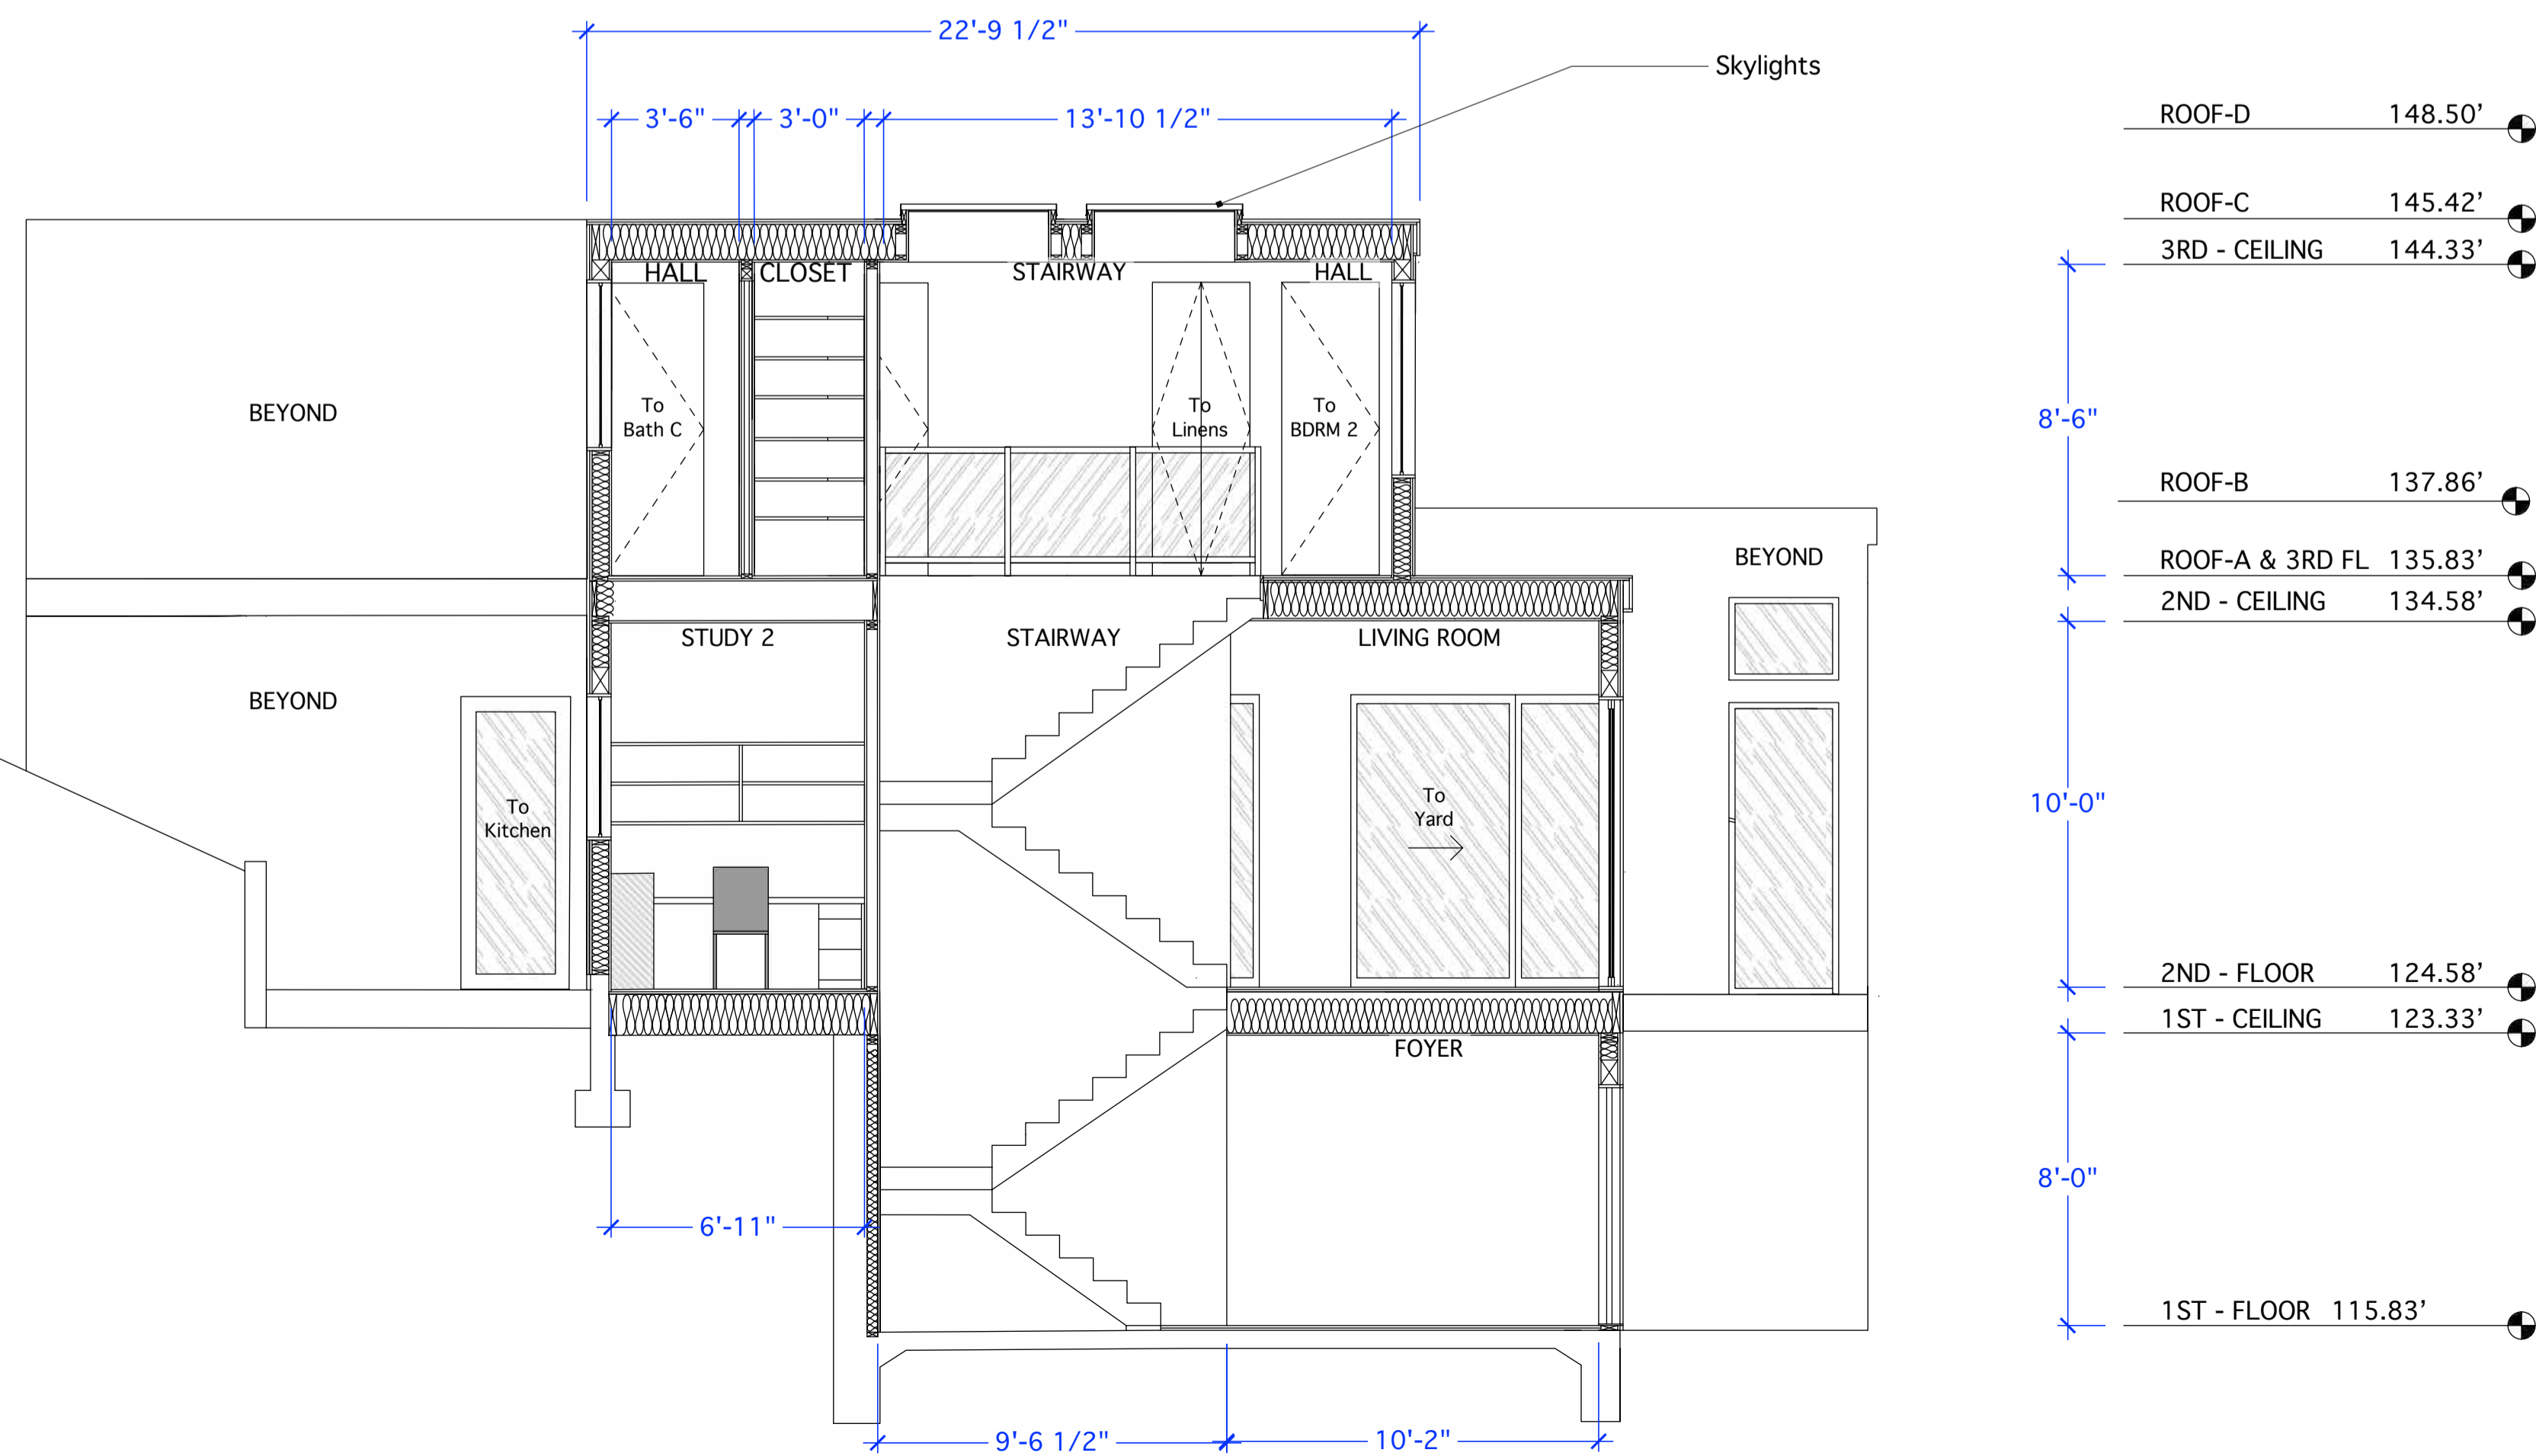 22'-9 1/2"
Skylights
3'-6"
3'-0"
13'-10 1/2"
ROOF-D 148.50’
ROOF-C 145.42’
3RD - CEILING 144.33’
HALL
CLOSET
STAIRWAY
HALL
BEYOND
To
Bath C
To
Linens
To
BDRM 2
8'-6"
ROOF-B 137.86’
BEYOND
ROOF-A & 3RD FL 135.83’
2ND - CEILING 134.58’
STUDY 2
STAIRWAY
LIVING ROOM
BEYOND
To
Kitchen
To
Yard
10'-0"
2ND - FLOOR 124.58’
1ST - CEILING 123.33’
FOYER
8'-0"
6'-11"
1ST - FLOOR 115.83’
9'-6 1/2"
10'-2"